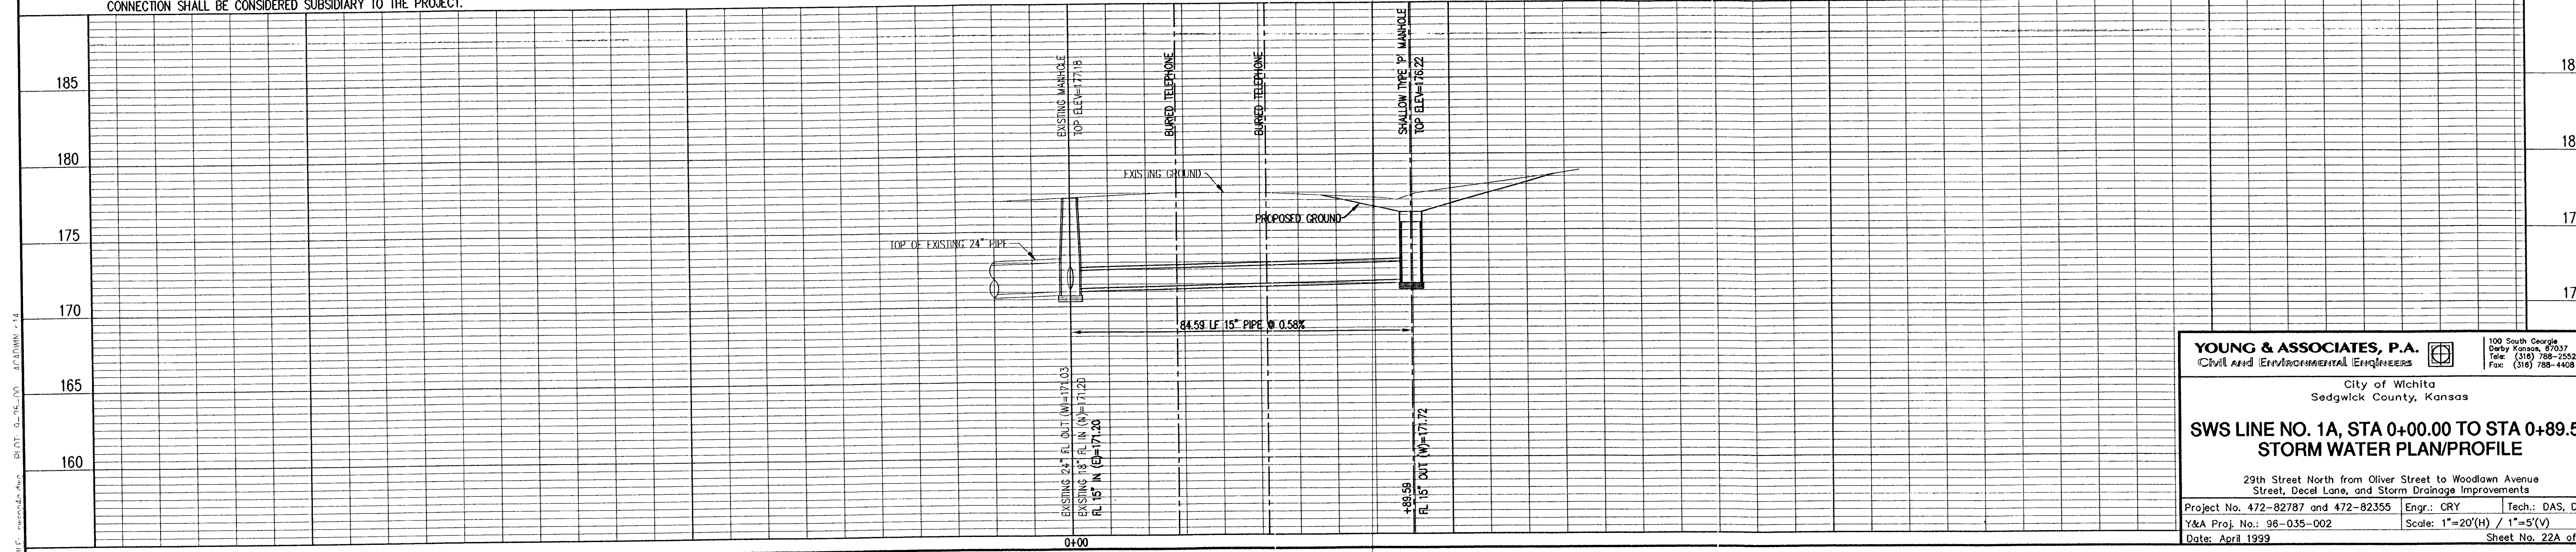 CONNECTION SHALL BE CONSIDERED SUBSIDIARY TO THE PROJECT.
185
180
175
170
165
160
18
18
17
17
EXISTING MANHOLE
TOP ELEV=177.18
BURIED TELEPHONE
BURIED TELEPHONE
SHALLOW TYPE 'P' MANHOLE
TOP ELEV=176.22
EXISTING GROUND
PROPOSED GROUND
TOP OF EXISTING 24" PIPE
84.59 LF 15" PIPE @ 0.58%
EXISTING 24" FL OUT (W)=171.03
EXISTING 18" FL IN (N)=171.20
FL 15" IN (E)=171.20
+89.59
FL 15" OUT (W)=171.72
0+00
YOUNG & ASSOCIATES, P.A.
Civil and Environmental Engineers
100 South Georgie
Derby Kansas, 67037
Tele: (316) 788-2552
Fax: (316) 788-4408
City of Wichita
Sedgwick County, Kansas
SWS LINE NO. 1A, STA 0+00.00 TO STA 0+89.5
STORM WATER PLAN/PROFILE
29th Street North from Oliver Street to Woodlawn Avenue
Street, Decel Lane, and Storm Drainage Improvements
Project No. 472-82787 and 472-82355
Engr.: CRY
Tech.: DAS, D
Y&A Proj. No.: 96-035-002
Scale: 1"=20'(H) / 1"=5'(V)
Date: April 1999
Sheet No. 22A
PLOT: 9-25-00